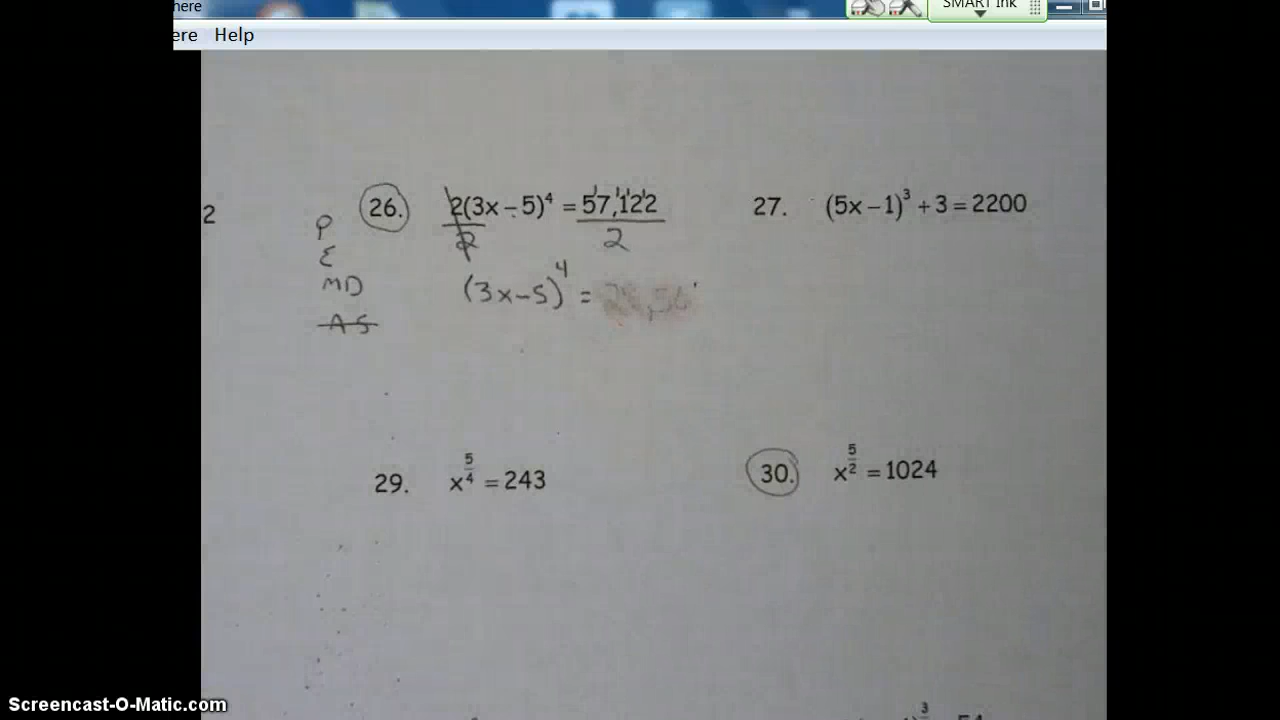 here
SMART Ink
ere Help
2
P
E
MD
AS
26. 2(3x − 5)⁴ = 57,122
2 2
(3x − 5)⁴ =
27. (5x − 1)³ + 3 = 2200
29. x^(5/4) = 243
30. x^(5/2) = 1024
Screencast-O-Matic.com